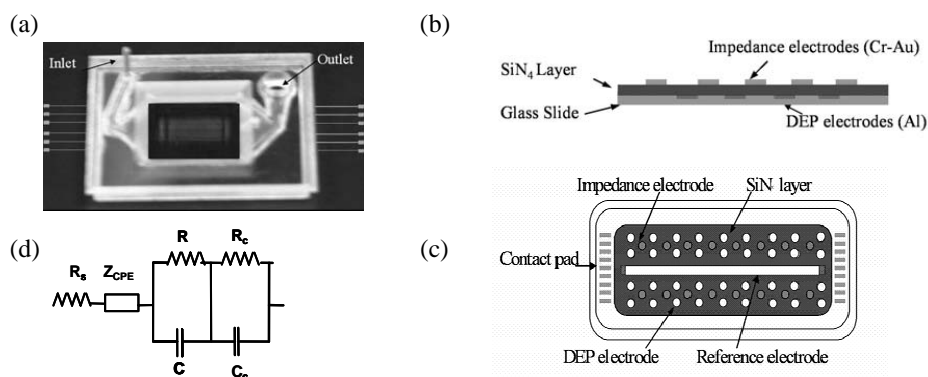 (a)
Inlet
Outlet
(b)
Impedance electrodes (Cr-Au)
SiN4 Layer
Glass Slide
DEP electrodes (Al)
(d)
R
Rc
Rs
ZCPE
C
Cc
(c)
Impedance electrode
SiN layer
Contact pad
DEP electrode
Reference electrode